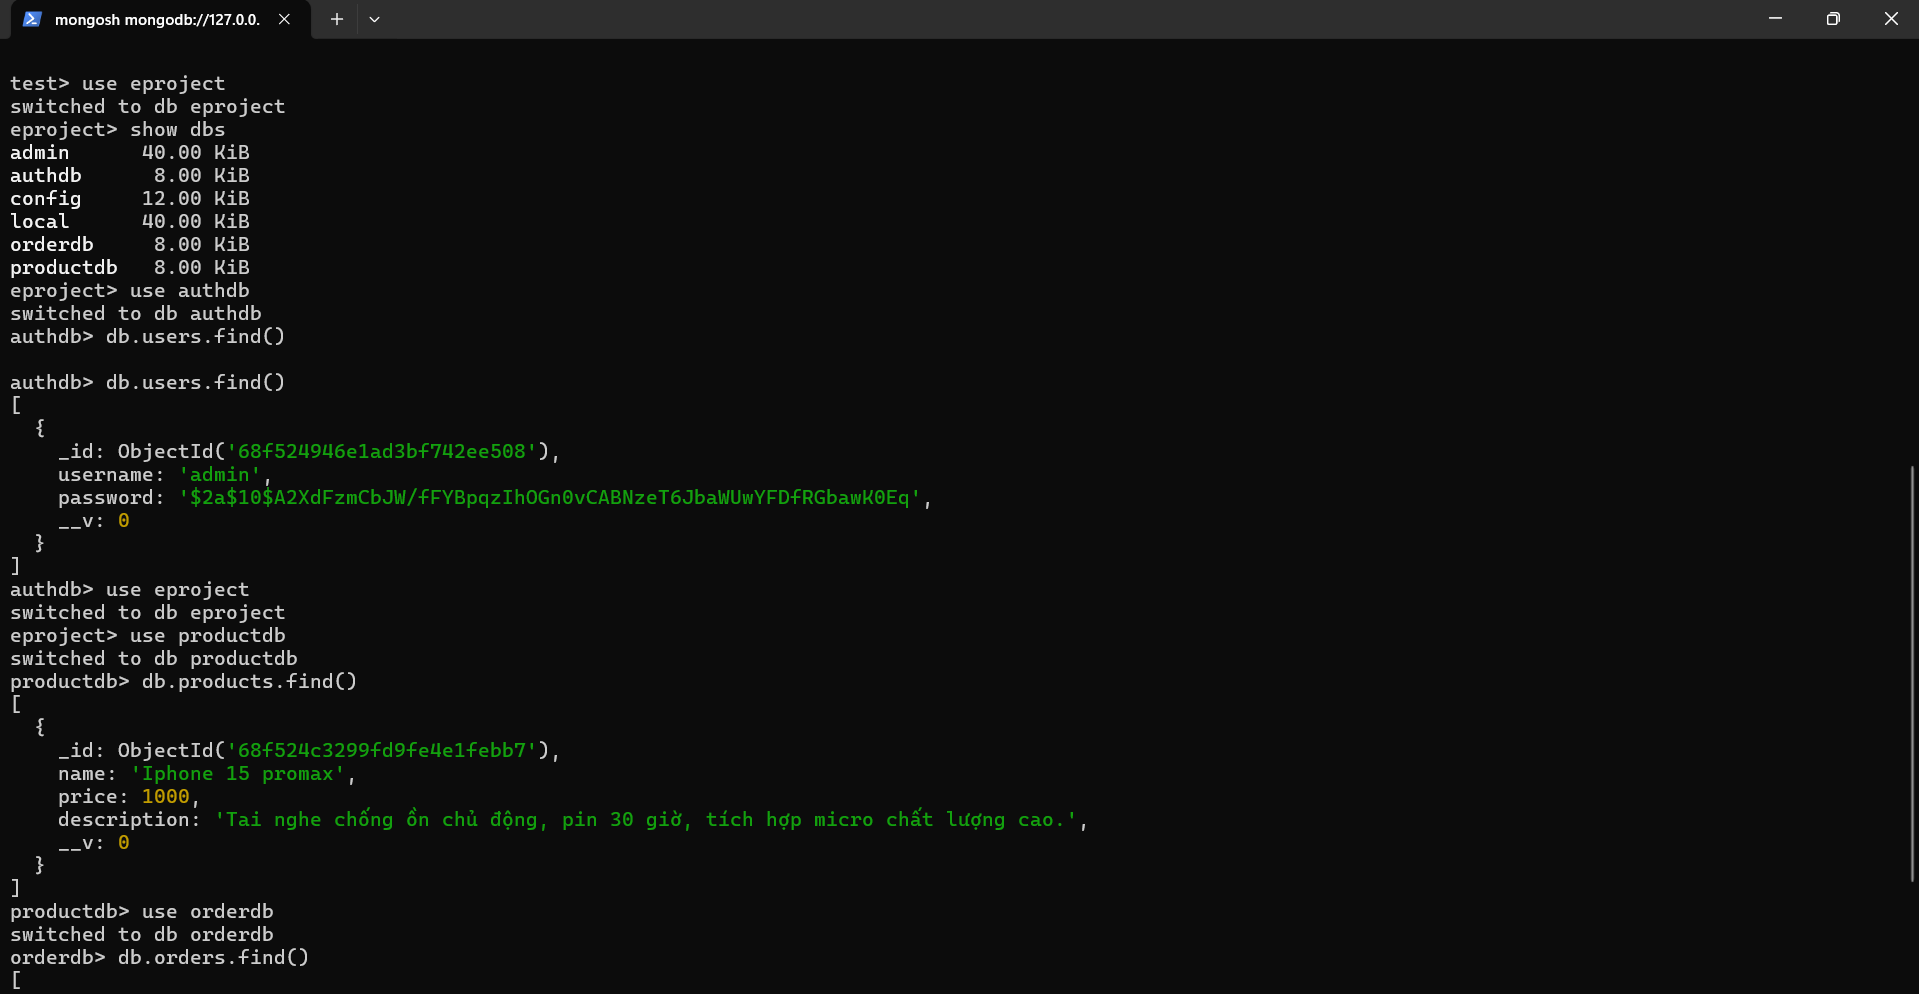 mongosh mongodb://127.0.0.
test> use eproject
switched to db eproject
eproject> show dbs
admin      40.00 KiB
authdb      8.00 KiB
config     12.00 KiB
local      40.00 KiB
orderdb     8.00 KiB
productdb   8.00 KiB
eproject> use authdb
switched to db authdb
authdb> db.users.find()
authdb> db.users.find()
[
  {
    _id: ObjectId('68f524946e1ad3bf742ee508'),
    username: 'admin',
    password: '$2a$10$A2XdFzmCbJW/fFYBpqzIhOGn0vCABNzeT6JbaWUwYFDfRGbawK0Eq',
    __v: 0
  }
]
authdb> use eproject
switched to db eproject
eproject> use productdb
switched to db productdb
productdb> db.products.find()
[
  {
    _id: ObjectId('68f524c3299fd9fe4e1febb7'),
    name: 'Iphone 15 promax',
    price: 1000,
    description: 'Tai nghe chống ồn chủ động, pin 30 giờ, tích hợp micro chất lượng cao.',
    __v: 0
  }
]
productdb> use orderdb
switched to db orderdb
orderdb> db.orders.find()
[